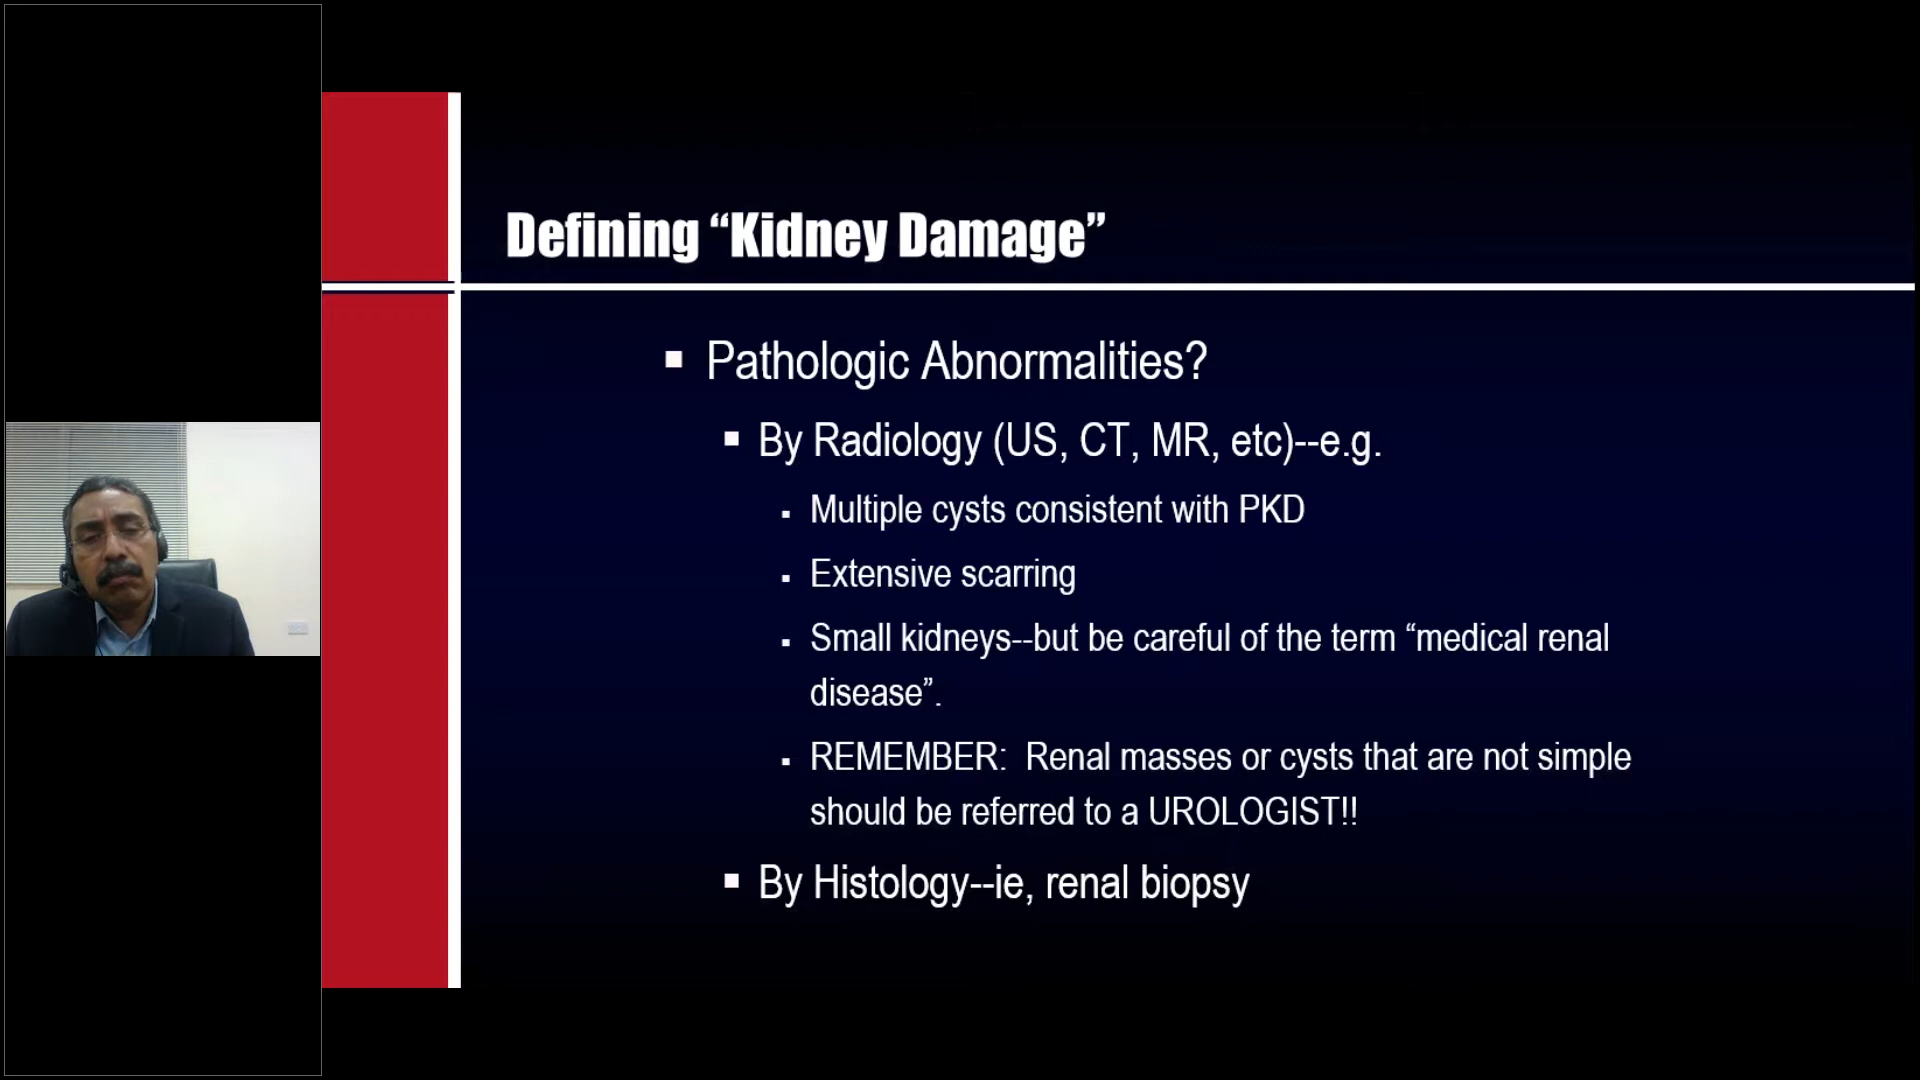 Defining “Kidney Damage”
Pathologic Abnormalities?
By Radiology (US, CT, MR, etc)--e.g.
Multiple cysts consistent with PKD
Extensive scarring
Small kidneys--but be careful of the term “medical renal
disease”.
REMEMBER:  Renal masses or cysts that are not simple
should be referred to a UROLOGIST!!
By Histology--ie, renal biopsy